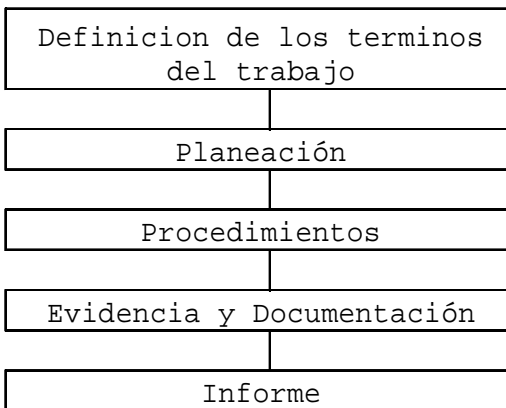 Definicion de los terminos
del trabajo
Planeación
Procedimientos
Evidencia y Documentación
Informe